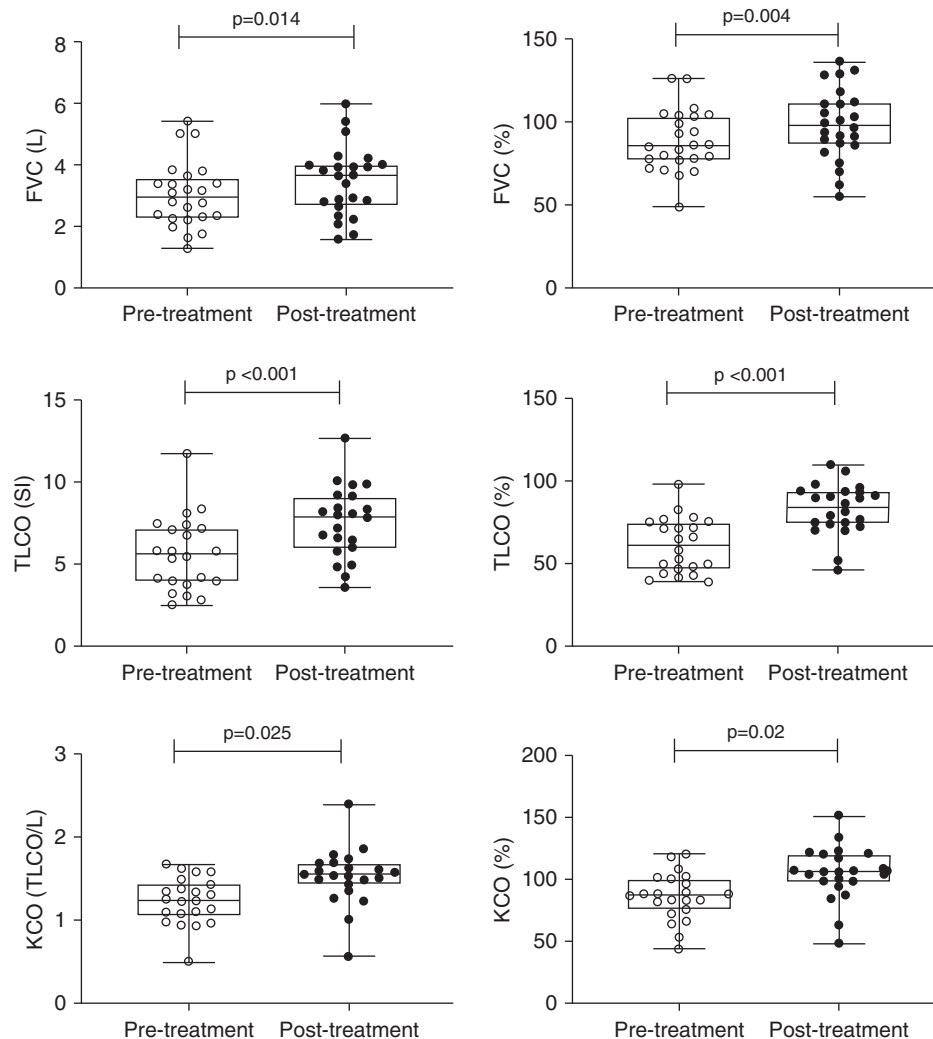 p=0.014
8
6
4
2
0
FVC (L)
Pre-treatment Post-treatment
p=0.004
150
100
50
0
FVC (%)
Pre-treatment Post-treatment
p <0.001
15
10
5
0
TLCO (SI)
Pre-treatment Post-treatment
p <0.001
150
100
50
0
TLCO (%)
Pre-treatment Post-treatment
p=0.025
3
2
1
0
KCO (TLCO/L)
Pre-treatment Post-treatment
p=0.02
200
150
100
50
0
KCO (%)
Pre-treatment Post-treatment